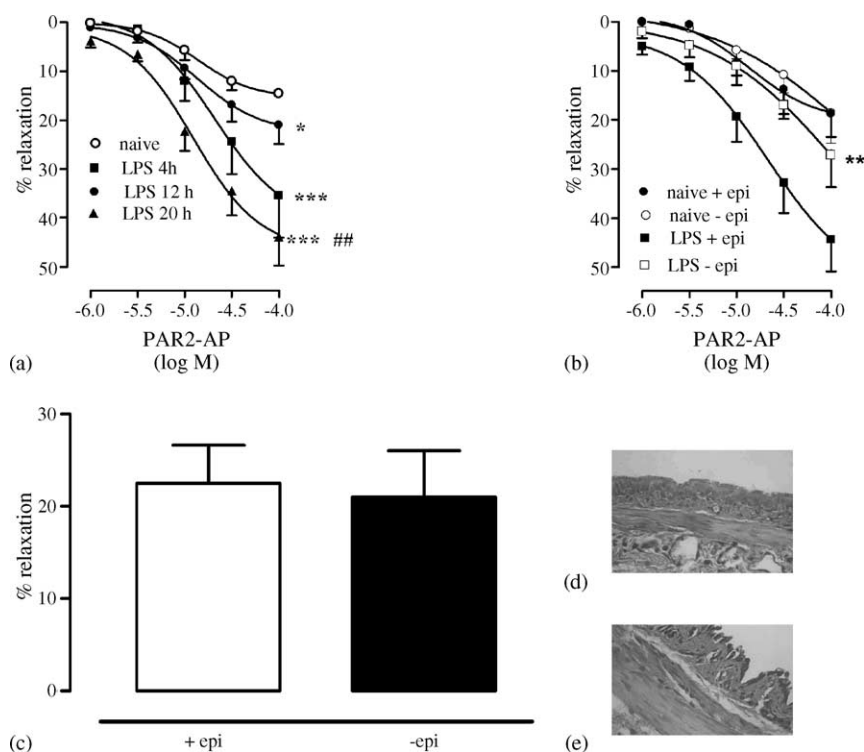 0
10
20
30
40
50
% relaxation
naive
LPS 4h
LPS 12 h
LPS 20 h
*
***
*** ##
-6.0 -5.5 -5.0 -4.5 -4.0
PAR2-AP
(log M)
(a)
0
10
20
30
40
50
% relaxation
naive + epi
naive - epi
LPS + epi
LPS - epi
**
-6.0 -5.5 -5.0 -4.5 -4.0
PAR2-AP
(log M)
(b)
30
20
10
0
% relaxation
+ epi -epi
(c)
(d)
(e)